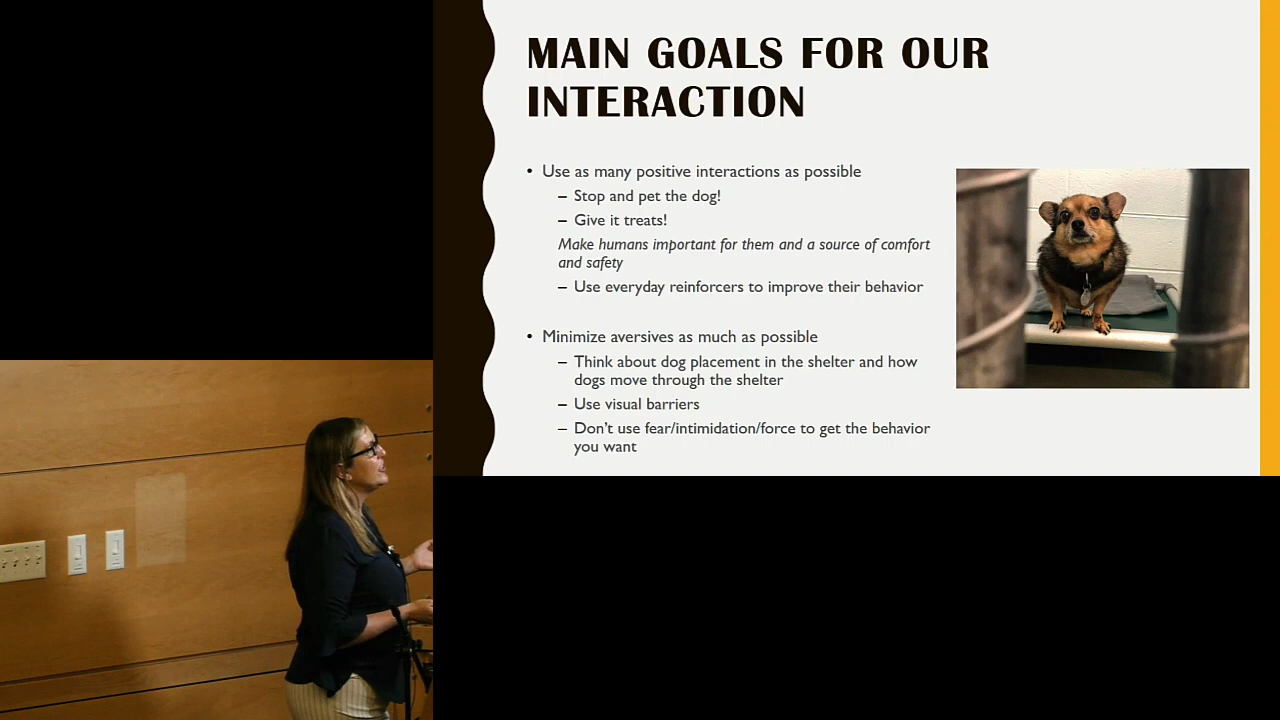 MAIN GOALS FOR OUR
INTERACTION
• Use as many positive interactions as possible
– Stop and pet the dog!
– Give it treats!
Make humans important for them and a source of comfort
and safety
– Use everyday reinforcers to improve their behavior
• Minimize aversives as much as possible
– Think about dog placement in the shelter and how
dogs move through the shelter
– Use visual barriers
– Don't use fear/intimidation/force to get the behavior
you want